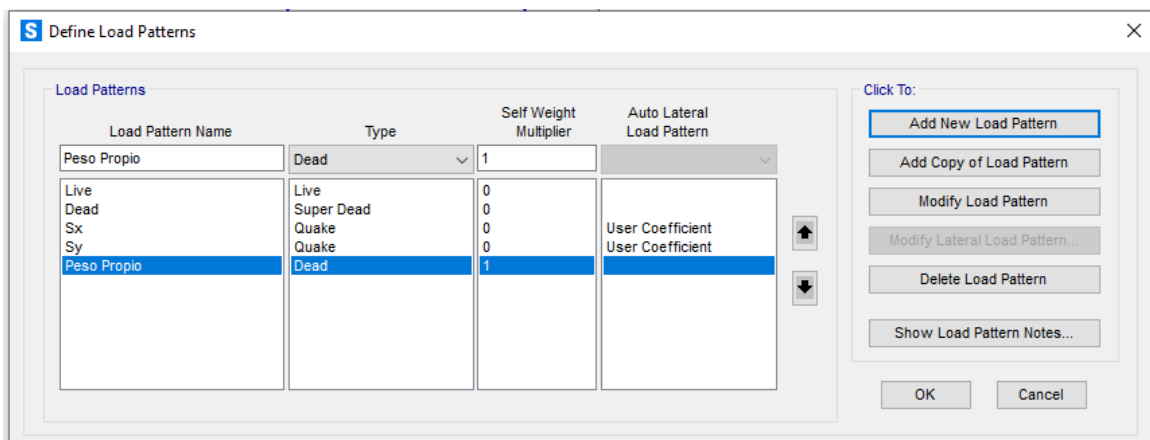 S Define Load Patterns
Load Patterns
Click To:
Load Pattern Name Type Self Weight Multiplier Auto Lateral Load Pattern
Peso Propio Dead 1
Live Live 0
Dead Super Dead 0
Sx Quake 0 User Coefficient
Sy Quake 0 User Coefficient
Peso Propio Dead 1
Add New Load Pattern
Add Copy of Load Pattern
Modify Load Pattern
Modify Lateral Load Pattern...
Delete Load Pattern
Show Load Pattern Notes...
OK Cancel